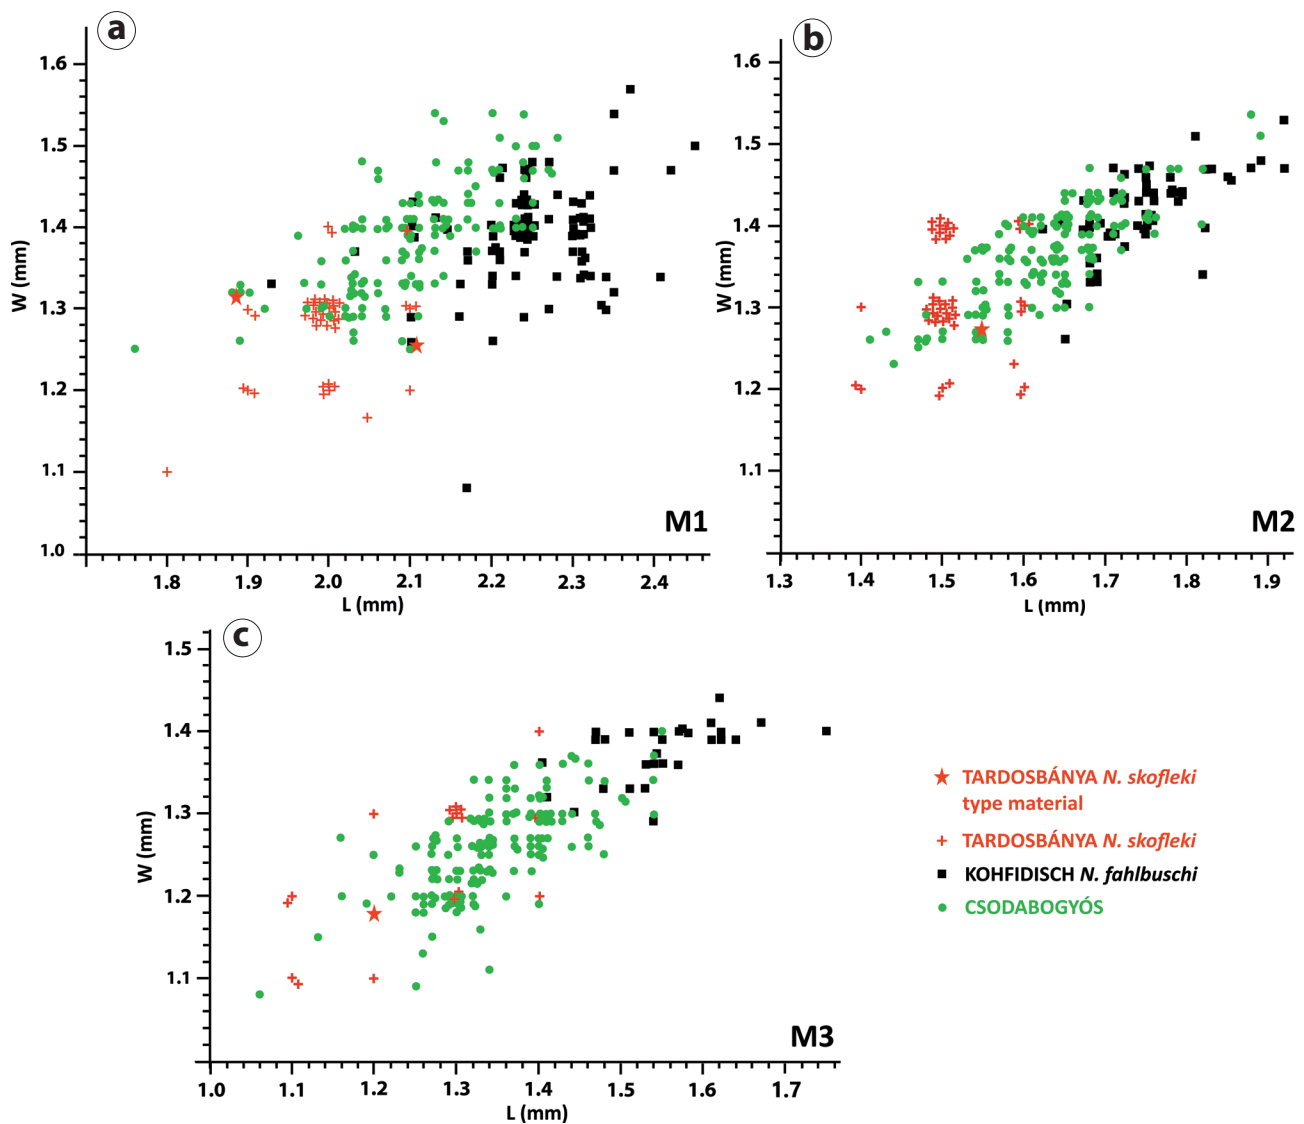 a
1.6
1.5
1.4
1.3
1.2
1.1
1.0
W (mm)
1.8 1.9 2.0 2.1 2.2 2.3 2.4
L (mm)
M1
b
1.6
1.5
1.4
1.3
1.2
1.1
W (mm)
1.3 1.4 1.5 1.6 1.7 1.8 1.9
L (mm)
M2
c
1.5
1.4
1.3
1.2
1.1
W (mm)
1.0 1.1 1.2 1.3 1.4 1.5 1.6 1.7
L (mm)
M3
TARDOSBÁNYA N. skofleki
type material
TARDOSBÁNYA N. skofleki
KOHFIDISCH N. fahlbuschi
CSODABOGYÓS